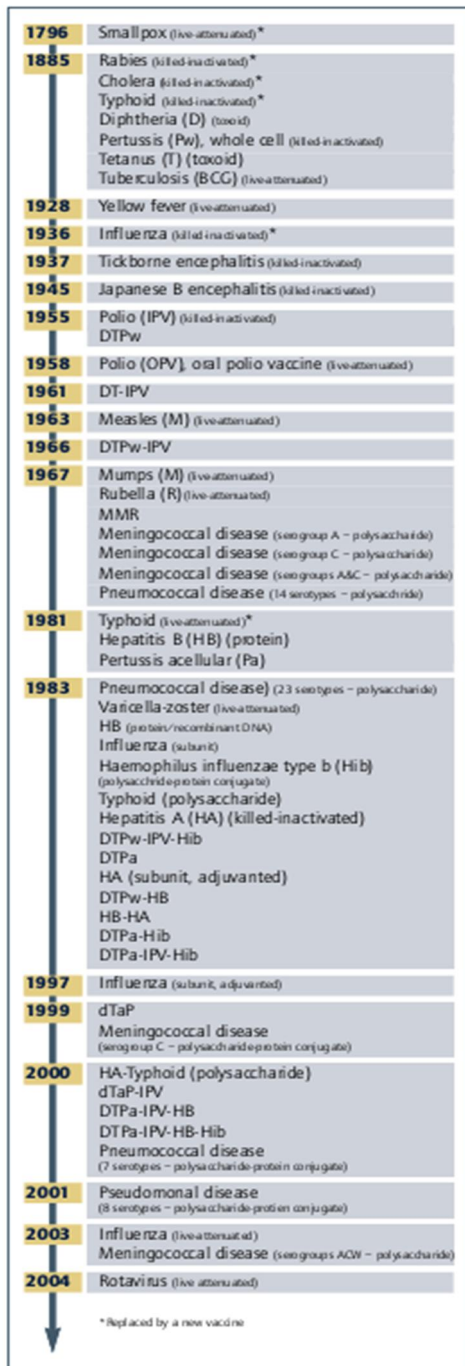 1796 Smallpox (live-attenuated)*
1885 Rabies (killed-inactivated)*
Cholera (killed-inactivated)*
Typhoid (killed-inactivated)*
Diphtheria (D) (toxoid)
Pertussis (Pw), whole cell (killed-inactivated)
Tetanus (T) (toxoid)
Tuberculosis (BCG) (live-attenuated)
1928 Yellow fever (live-attenuated)
1936 Influenza (killed-inactivated)*
1937 Tickborne encephalitis (killed-inactivated)
1945 Japanese B encephalitis (killed-inactivated)
1955 Polio (IPV) (killed-inactivated)
DTPw
1958 Polio (OPV), oral polio vaccine (live-attenuated)
1961 DT-IPV
1963 Measles (M) (live-attenuated)
1966 DTPw-IPV
1967 Mumps (M) (live-attenuated)
Rubella (R)(live-attenuated)
MMR
Meningococcal disease (serogroup A – polysaccharide)
Meningococcal disease (serogroup C – polysaccharide)
Meningococcal disease (serogroups A&C – polysaccharide)
Pneumococcal disease (14 serotypes – polysacchride)
1981 Typhoid (live-attenuated)*
Hepatitis B (HB) (protein)
Pertussis acellular (Pa)
1983 Pneumococcal disease) (23 serotypes – polysaccharide)
Varicella-zoster (live-attenuated)
HB (protein/recombinant DNA)
Influenza (subunit)
Haemophilus influenzae type b (Hib)
(polysacchride-protein conjugate)
Typhoid (polysaccharide)
Hepatitis A (HA) (killed-inactivated)
DTPw-IPV-Hib
DTPa
HA (subunit, adjuvanted)
DTPw-HB
HB-HA
DTPa-Hib
DTPa-IPV-Hib
1997 Influenza (subunit, adjuvanted)
1999 dTaP
Meningococcal disease
(serogroup C – polysaccharide-protein conjugate)
2000 HA-Typhoid (polysaccharide)
dTaP-IPV
DTPa-IPV-HB
DTPa-IPV-HB-Hib
Pneumococcal disease
(7 serotypes – polysaccharide-protein conjugate)
2001 Pseudomonal disease
(8 serotypes – polysaccharide-protien conjugate)
2003 Influenza (live-attenuated)
Meningococcal disease (serogroups ACW – polysaccharide)
2004 Rotavirus (live attenuated)
*Replaced by a new vaccine